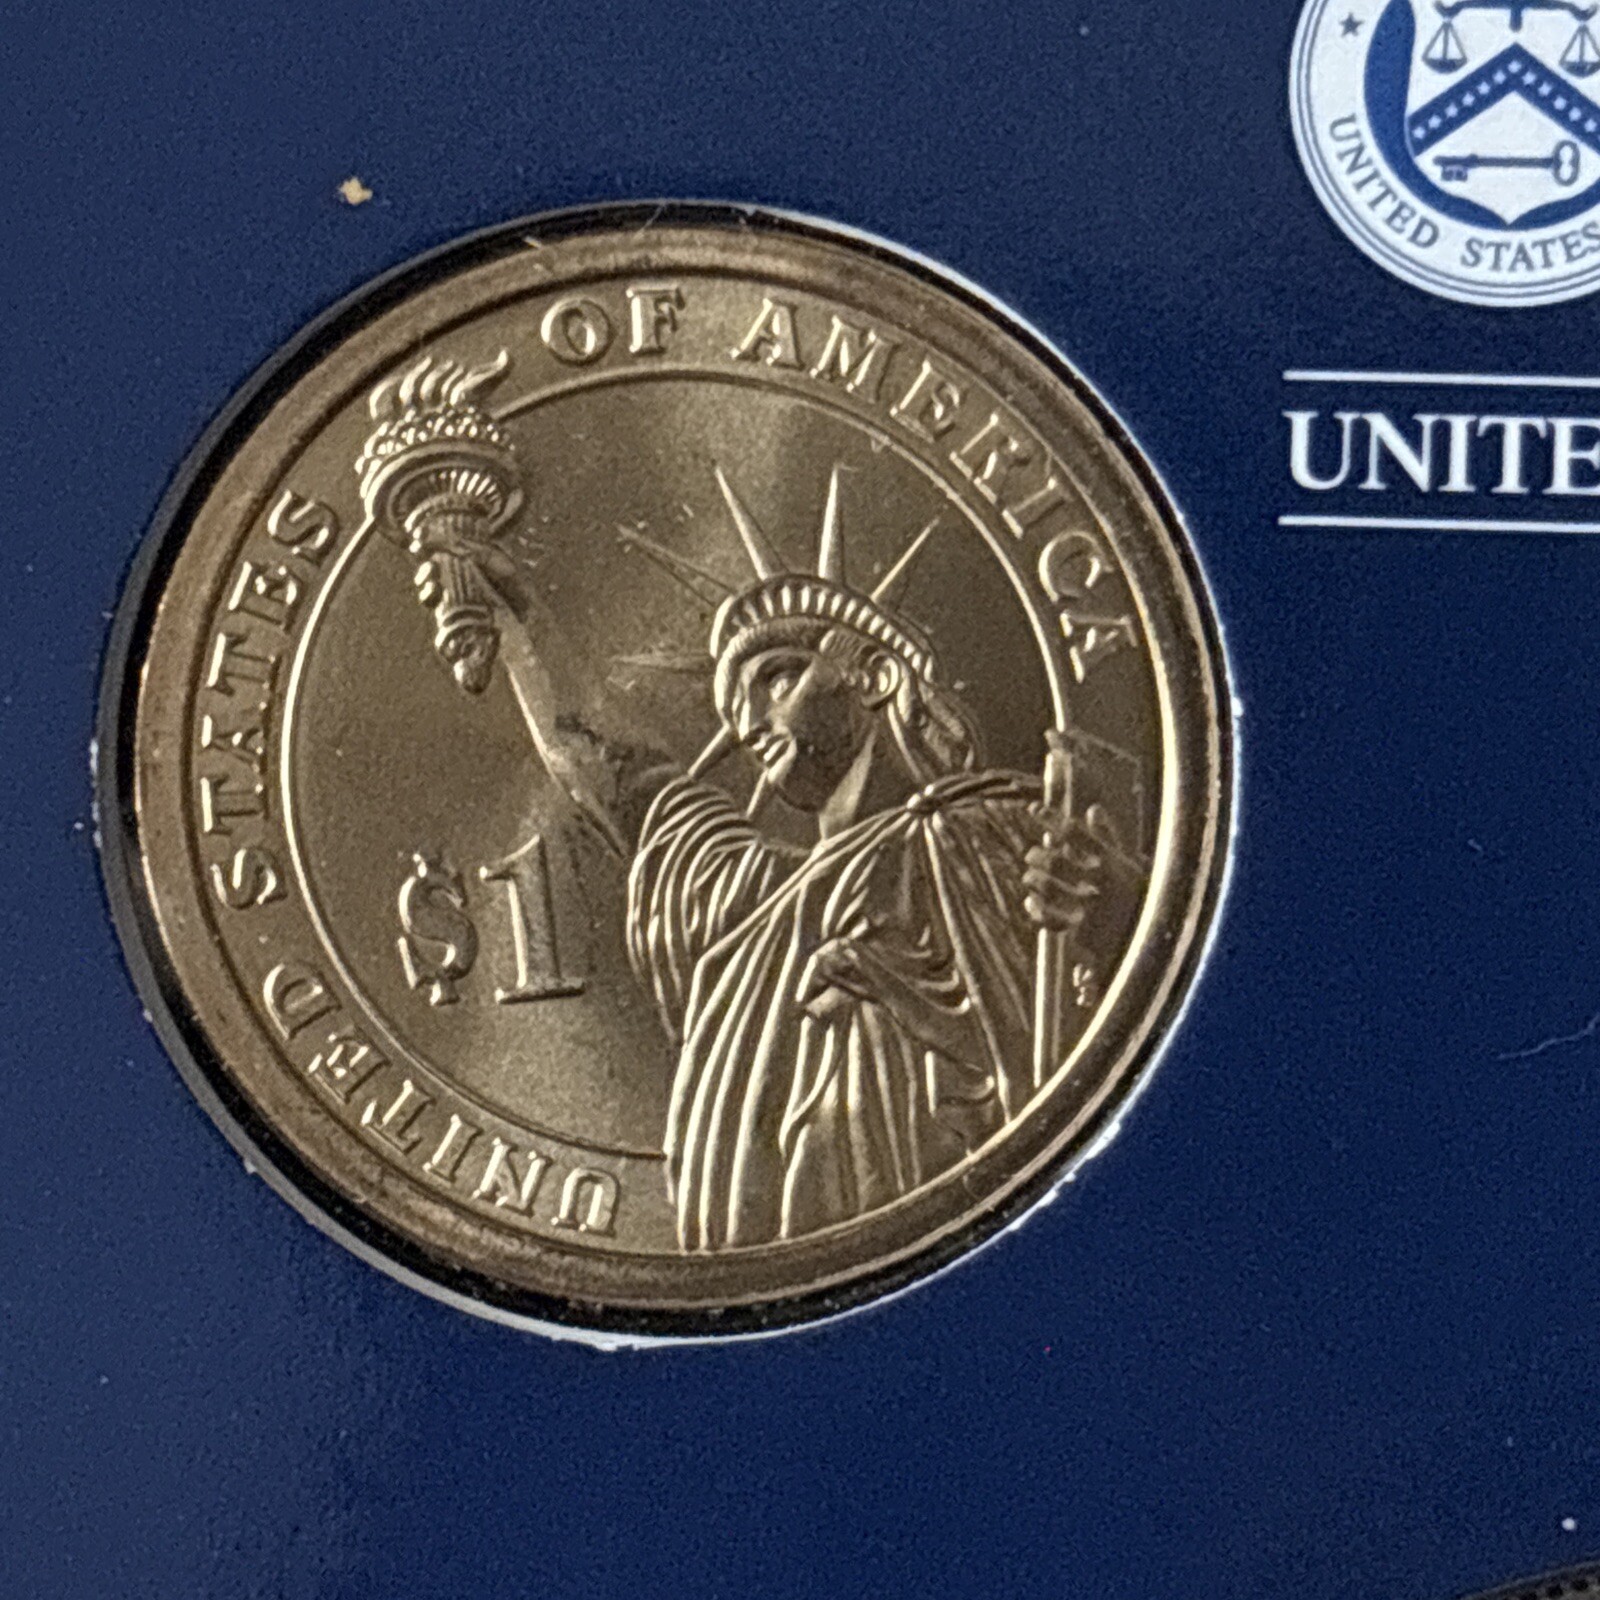 UNITED STATES OF AMERICA
$1
UNITED STATES
UNITE